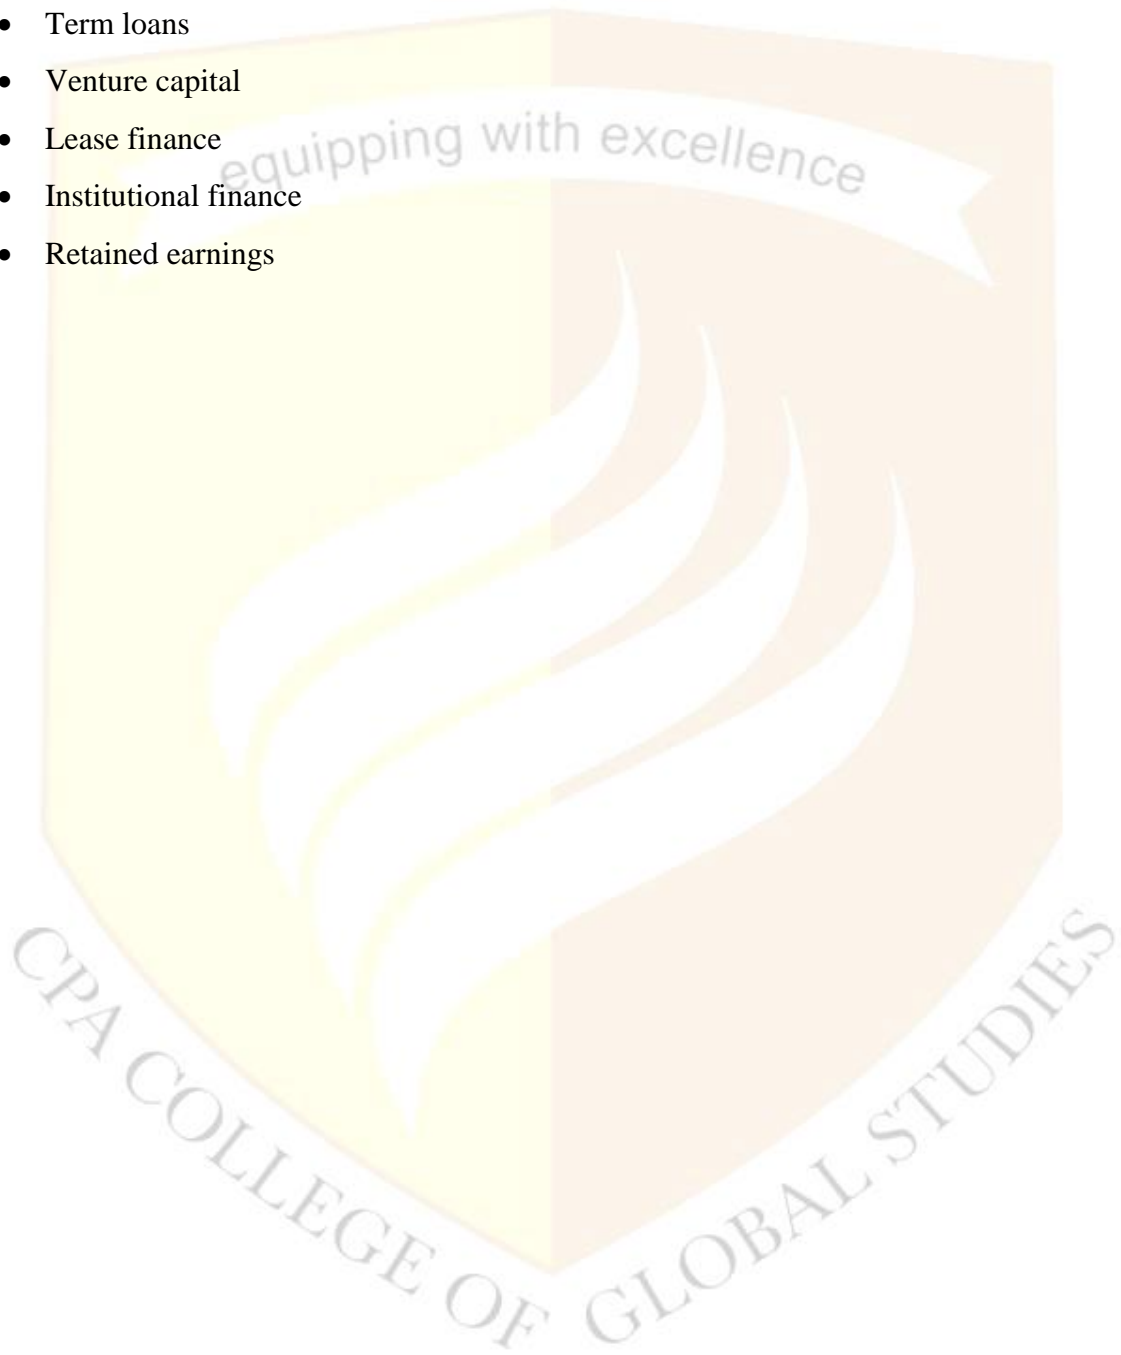 • Term loans
• Venture capital
• Lease finance
• Institutional finance
• Retained earnings
equipping with excellence
CPA COLLEGE OF GLOBAL STUDIES